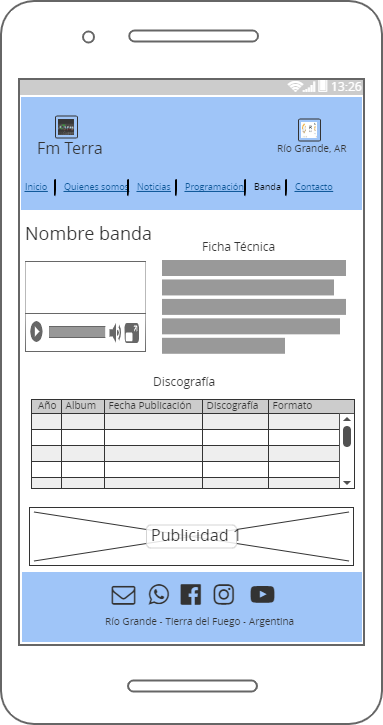 13:26
Fm Terra
Río Grande, AR
Inicio Quienes somos Noticias Programación Banda Contacto
Nombre banda
Ficha Técnica
Discografía
Año Album Fecha Publicación Discografía Formato
Publicidad 1
Río Grande - Tierra del Fuego - Argentina